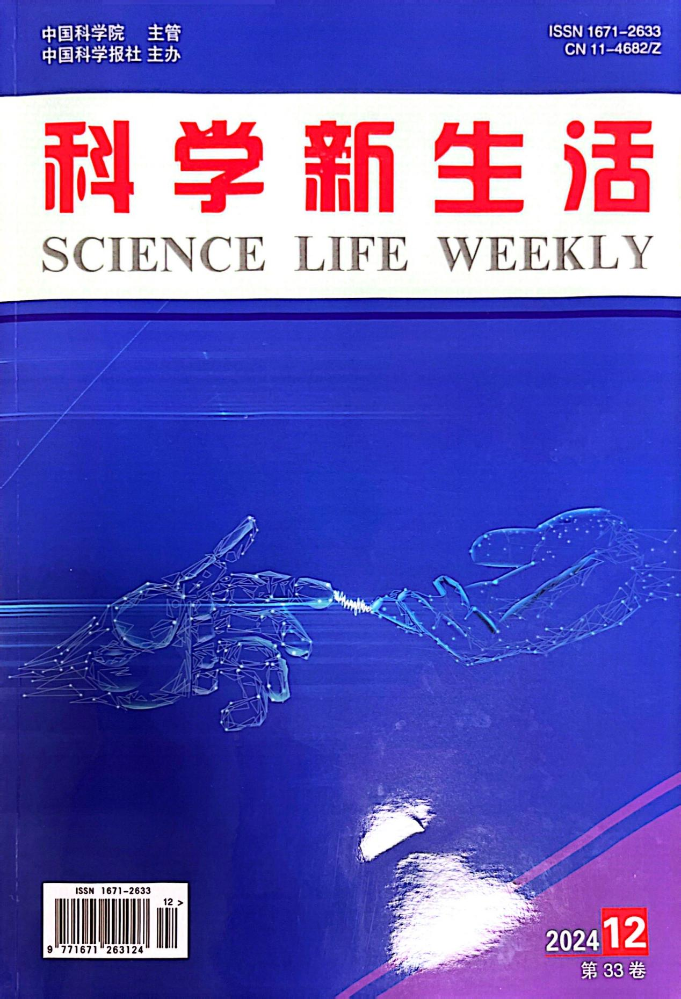 中国科学院 主管
中国科学报社 主办
ISSN 1671-2633
CN 11-4682/Z
科学新生活
SCIENCE LIFE WEEKLY
ISSN 1671-2633
12 >
9 771671 263124
2024 12
第 33 卷